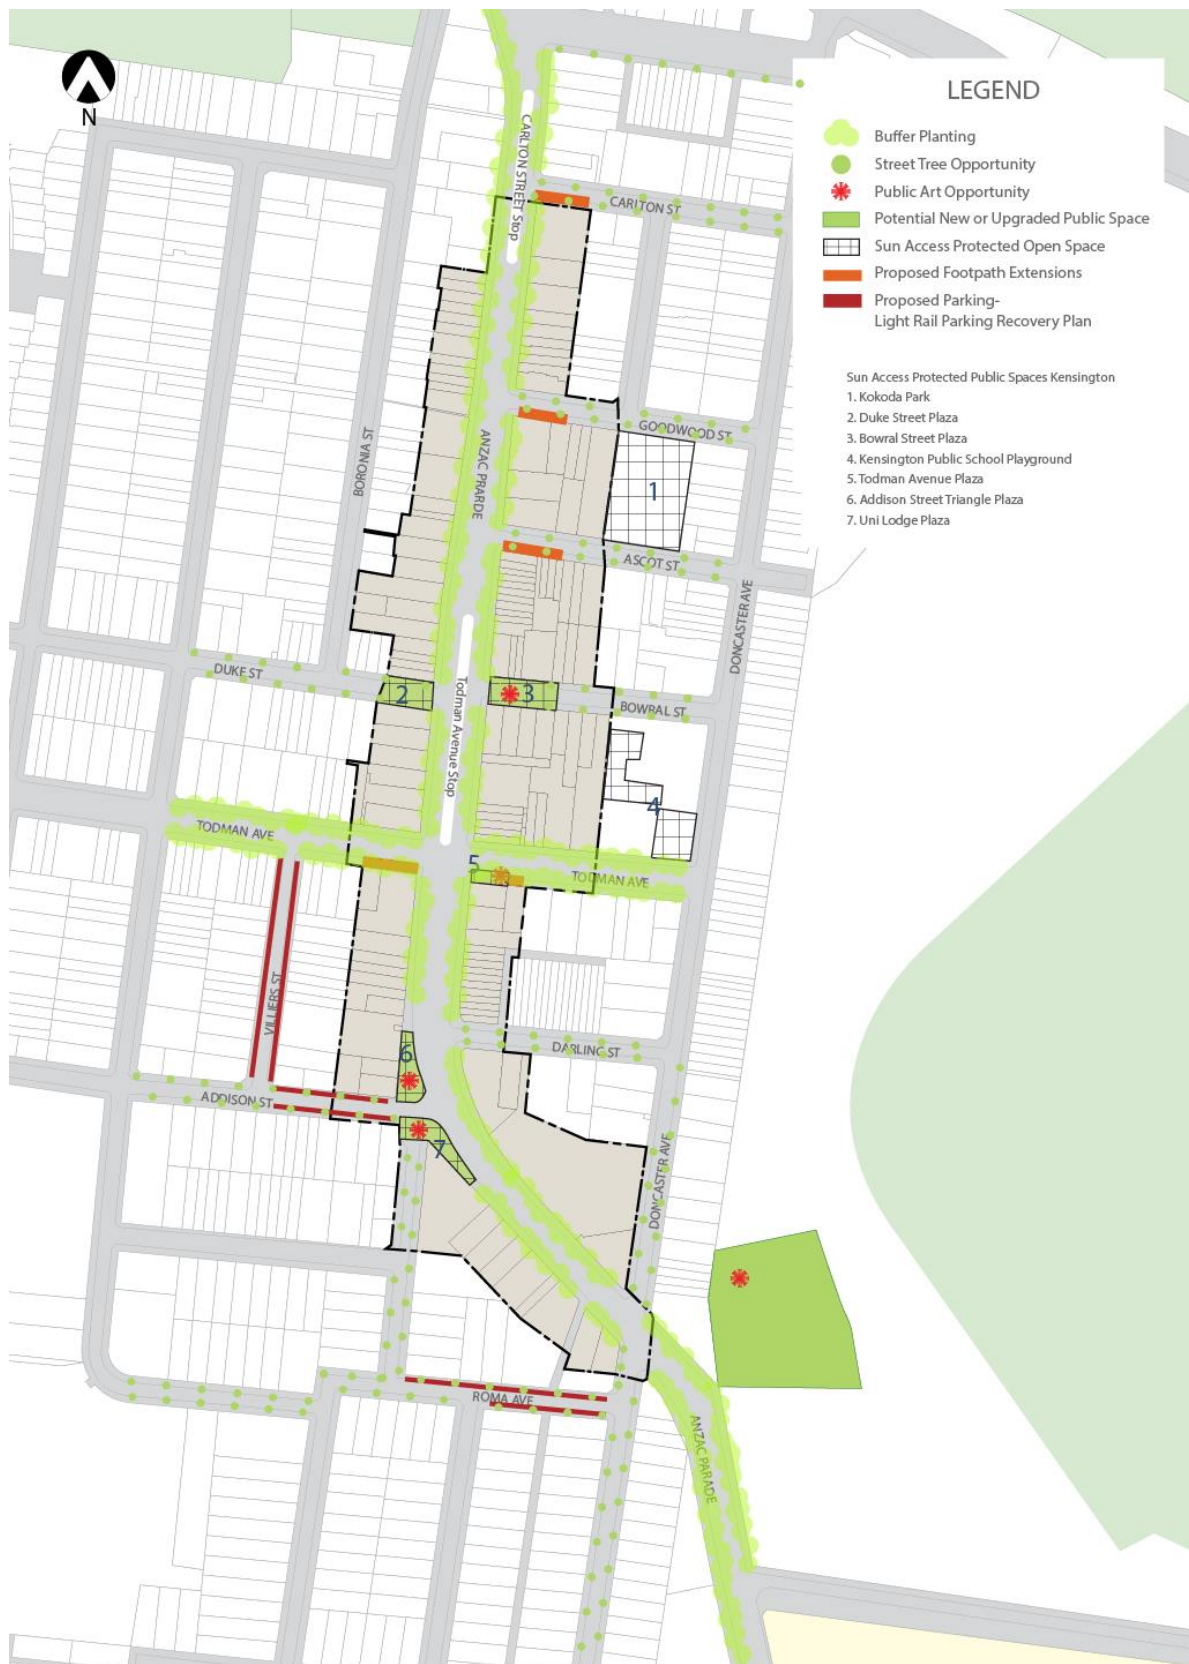 N
LEGEND
Buffer Planting
Street Tree Opportunity
Public Art Opportunity
Potential New or Upgraded Public Space
Sun Access Protected Open Space
Proposed Footpath Extensions
Proposed Parking-
Light Rail Parking Recovery Plan
Sun Access Protected Public Spaces Kensington
1. Kokoda Park
2. Duke Street Plaza
3. Bowral Street Plaza
4. Kensington Public School Playground
5. Todman Avenue Plaza
6. Addison Street Triangle Plaza
7. Uni Lodge Plaza
CARLTON STREET Stop
CARLTON ST
GOODWOOD ST
BORONIA ST
ANZAC PRARDE
1
ASCOT ST
DONCASTER AVE
DUKE ST
2
3
BOWRAL ST
Todman Avenue Stop
4
TODMAN AVE
5
TODMAN AVE
VILLIERS ST
6
DARLING ST
ADDISON ST
7
DONCASTER AVE
ROMA AVE
ANZAC PARADE